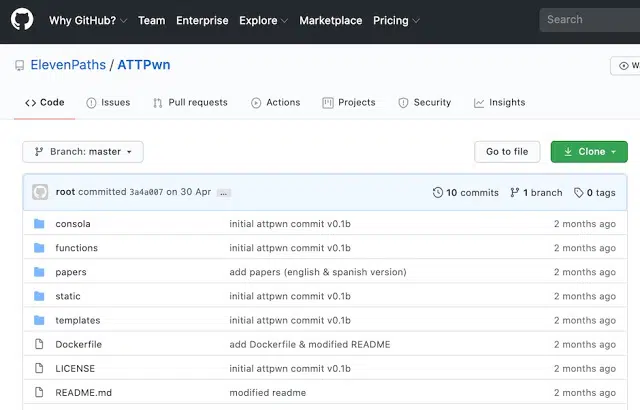 Why GitHub? Team Enterprise Explore Marketplace Pricing Search
ElevenPaths / ATTPwn
Code Issues Pull requests Actions Projects Security Insights
Branch: master Go to file Clone
root committed 3a4a007 on 30 Apr ... 10 commits 1 branch 0 tags
consola initial attpwn commit v0.1b 2 months ago
functions initial attpwn commit v0.1b 2 months ago
papers add papers (english & spanish version) 2 months ago
static initial attpwn commit v0.1b 2 months ago
templates initial attpwn commit v0.1b 2 months ago
Dockerfile add Dockerfile & modified README 2 months ago
LICENSE initial attpwn commit v0.1b 2 months ago
README.md modified readme 2 months ago